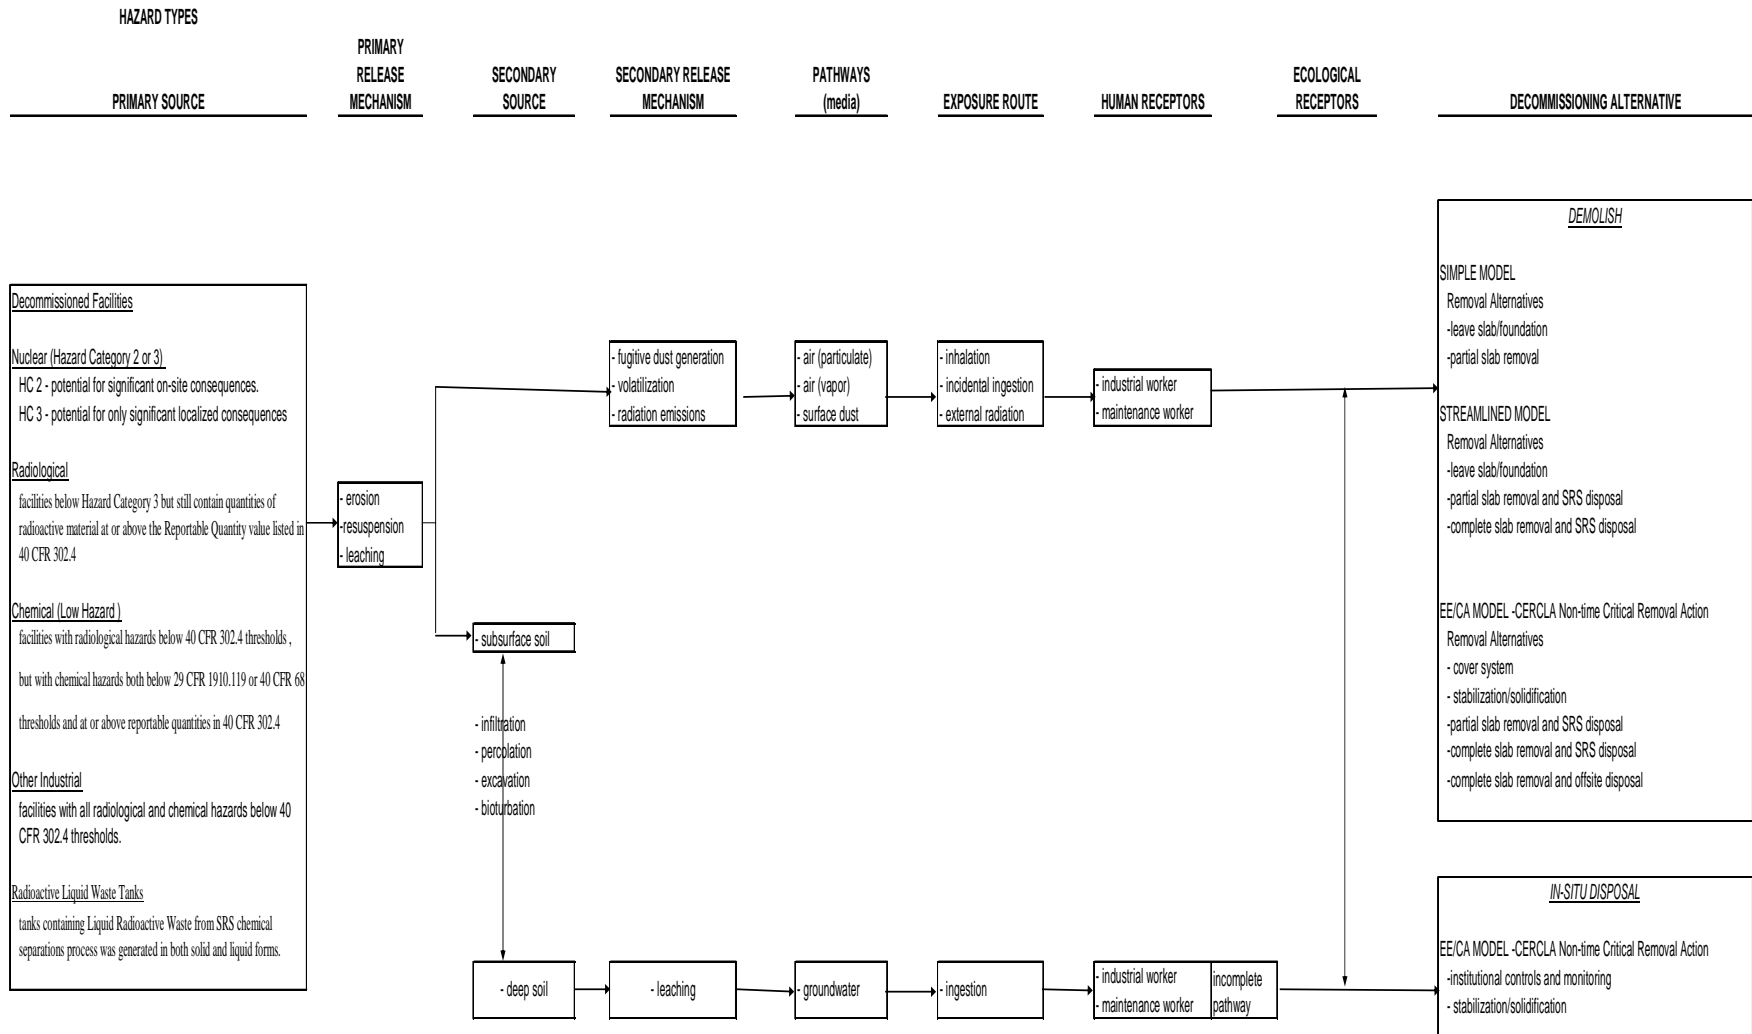 HAZARD TYPES
PRIMARY SOURCE
PRIMARY
RELEASE
MECHANISM
SECONDARY
SOURCE
SECONDARY RELEASE
MECHANISM
PATHWAYS
(media)
EXPOSURE ROUTE
HUMAN RECEPTORS
ECOLOGICAL
RECEPTORS
DECOMMISSIONING ALTERNATIVE
Decommissioned Facilities
Nuclear (Hazard Category 2 or 3)
HC 2 - potential for significant on-site consequences.
HC 3 - potential for only significant localized consequences
Radiological
facilities below Hazard Category 3 but still contain quantities of
radioactive material at or above the Reportable Quantity value listed in
40 CFR 302.4
Chemical (Low Hazard )
facilities with radiological hazards below 40 CFR 302.4 thresholds ,
but with chemical hazards both below 29 CFR 1910.119 or 40 CFR 68
thresholds and at or above reportable quantities in 40 CFR 302.4
Other Industrial
facilities with all radiological and chemical hazards below 40
CFR 302.4 thresholds.
Radioactive Liquid Waste Tanks
tanks containing Liquid Radioactive Waste from SRS chemical
separations process was generated in both solid and liquid forms.
- erosion
-resuspension
- leaching
- fugitive dust generation
- volatilization
- radiation emissions
- air (particulate)
- air (vapor)
- surface dust
- inhalation
- incidental ingestion
- external radiation
- industrial worker
- maintenance worker
- subsurface soil
- infiltration
- percolation
- excavation
- bioturbation
- deep soil
- leaching
- groundwater
- ingestion
- industrial worker
- maintenance worker
incomplete
pathway
DEMOLISH
SIMPLE MODEL
Removal Alternatives
-leave slab/foundation
-partial slab removal
STREAMLINED MODEL
Removal Alternatives
-leave slab/foundation
-partial slab removal and SRS disposal
-complete slab removal and SRS disposal
EE/CA MODEL -CERCLA Non-time Critical Removal Action
Removal Alternatives
- cover system
- stabilization/solidification
-partial slab removal and SRS disposal
-complete slab removal and SRS disposal
-complete slab removal and offsite disposal
IN-SITU DISPOSAL
EE/CA MODEL -CERCLA Non-time Critical Removal Action
-institutional controls and monitoring
- stabilization/solidification